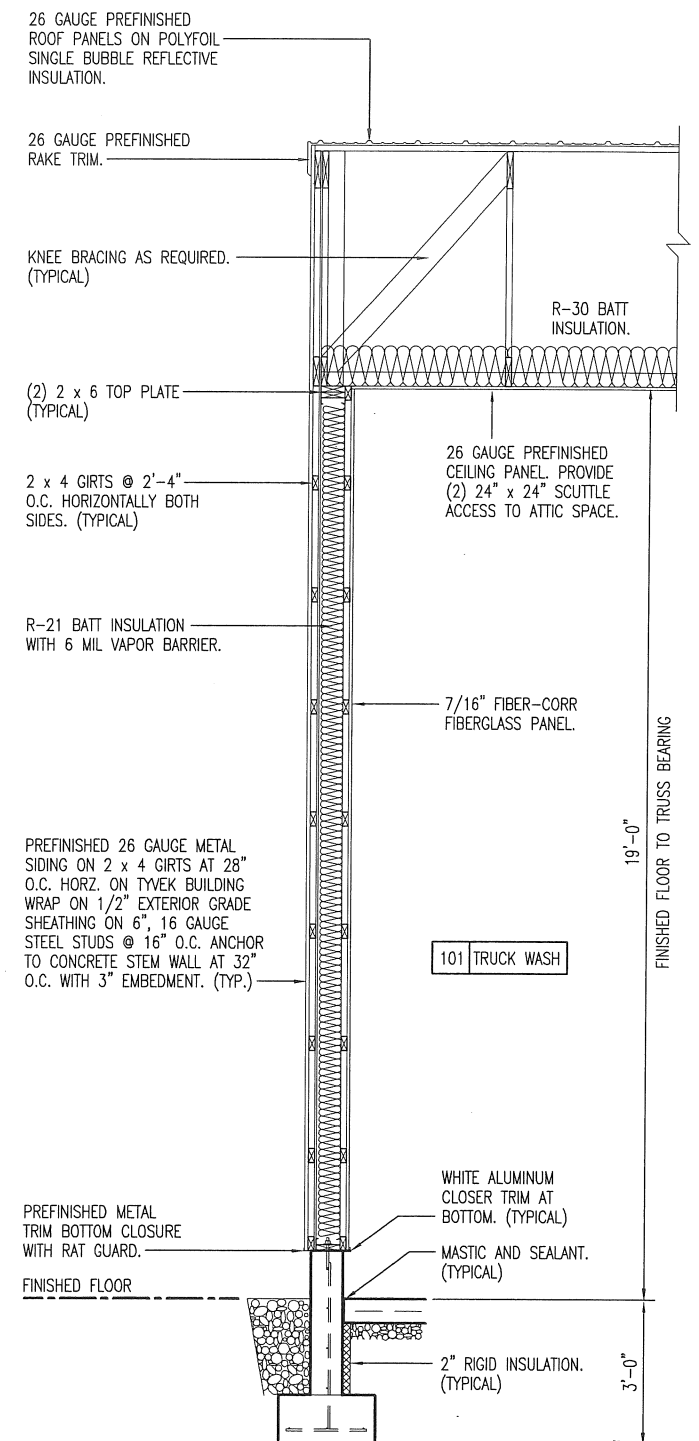 26 GAUGE PREFINISHED
ROOF PANELS ON POLYFOIL
SINGLE BUBBLE REFLECTIVE
INSULATION.
26 GAUGE PREFINISHED
RAKE TRIM.
KNEE BRACING AS REQUIRED.
(TYPICAL)
R-30 BATT
INSULATION.
(2) 2 x 6 TOP PLATE
(TYPICAL)
26 GAUGE PREFINISHED
CEILING PANEL. PROVIDE
(2) 24" x 24" SCUTTLE
ACCESS TO ATTIC SPACE.
2 x 4 GIRTS @ 2'-4"
O.C. HORIZONTALLY BOTH
SIDES. (TYPICAL)
R-21 BATT INSULATION
WITH 6 MIL VAPOR BARRIER.
7/16" FIBER-CORR
FIBERGLASS PANEL.
19'-0"
FINISHED FLOOR TO TRUSS BEARING
PREFINISHED 26 GAUGE METAL
SIDING ON 2 x 4 GIRTS AT 28"
O.C. HORZ. ON TYVEK BUILDING
WRAP ON 1/2" EXTERIOR GRADE
SHEATHING ON 6", 16 GAUGE
STEEL STUDS @ 16" O.C. ANCHOR
TO CONCRETE STEM WALL AT 32"
O.C. WITH 3" EMBEDMENT. (TYP.)
101 TRUCK WASH
WHITE ALUMINUM
CLOSER TRIM AT
BOTTOM. (TYPICAL)
PREFINISHED METAL
TRIM BOTTOM CLOSURE
WITH RAT GUARD.
MASTIC AND SEALANT.
(TYPICAL)
FINISHED FLOOR
2" RIGID INSULATION.
(TYPICAL)
3'-0"